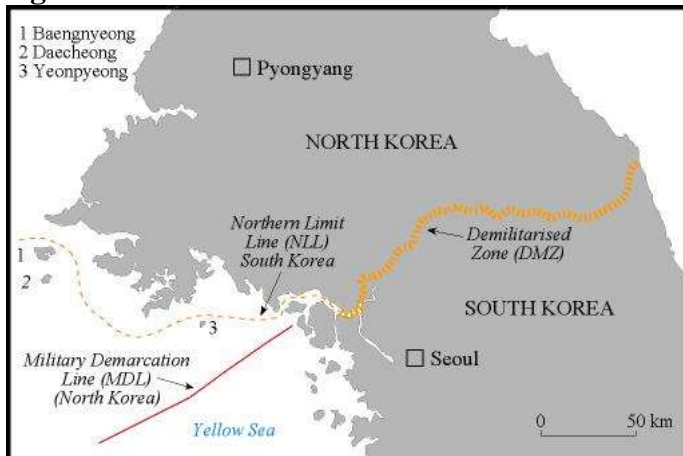 1 Baengnyeong
2 Daecheong
3 Yeonpyeong
Pyongyang
NORTH KOREA
Northern Limit
Line (NLL)
South Korea
Demilitarised
Zone (DMZ)
1
2
3
SOUTH KOREA
Military Demarcation
Line (MDL)
(North Korea)
Seoul
Yellow Sea
0 50 km